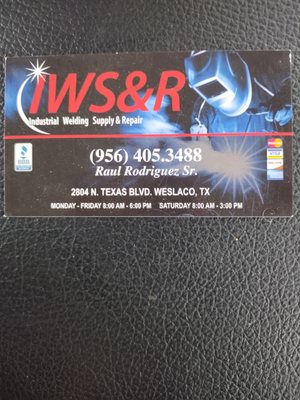 IWS&R
Industrial Welding Supply & Repair
(956) 405.3488
Raul Rodriguez Sr.
2804 N. TEXAS BLVD. WESLACO, TX
MONDAY - FRIDAY 8:00 AM - 6:00 PM SATURDAY 8:00 AM - 3:00 PM